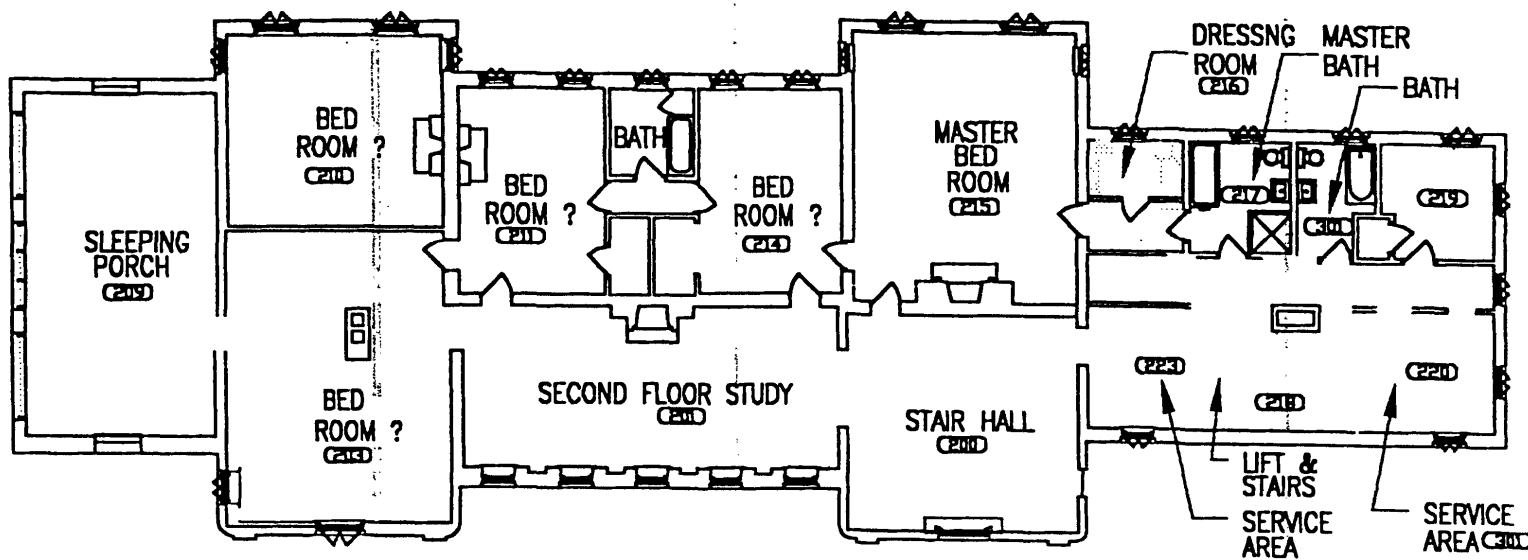 DRESSNG
ROOM
216
MASTER
BATH
BATH
BED
ROOM ?
210
BATH
MASTER
BED
ROOM
215
BED
ROOM ?
211
BED
ROOM ?
214
217
301
219
SLEEPING
PORCH
209
BED
ROOM ?
213
SECOND FLOOR STUDY
201
STAIR HALL
200
223
218
220
LIFT &
STAIRS
SERVICE
AREA
SERVICE
AREA 301